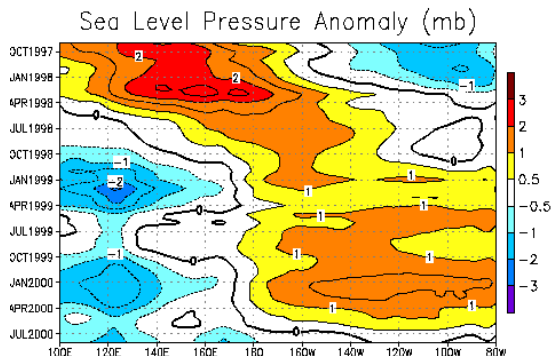 Sea Level Pressure Anomaly (mb)
OCT1997
JAN1998
APR1998
JUL1998
OCT1998
JAN1999
APR1999
JUL1999
OCT1999
JAN2000
APR2000
JUL2000
100E 120E 140E 160E 180 160W 140W 120W 100W 80W
2
2
-1
0
0
1
-1
-2
1
1
0
1
1
1
-1
0
1
1
0
3
2
1
0.5
-0.5
-1
-2
-3